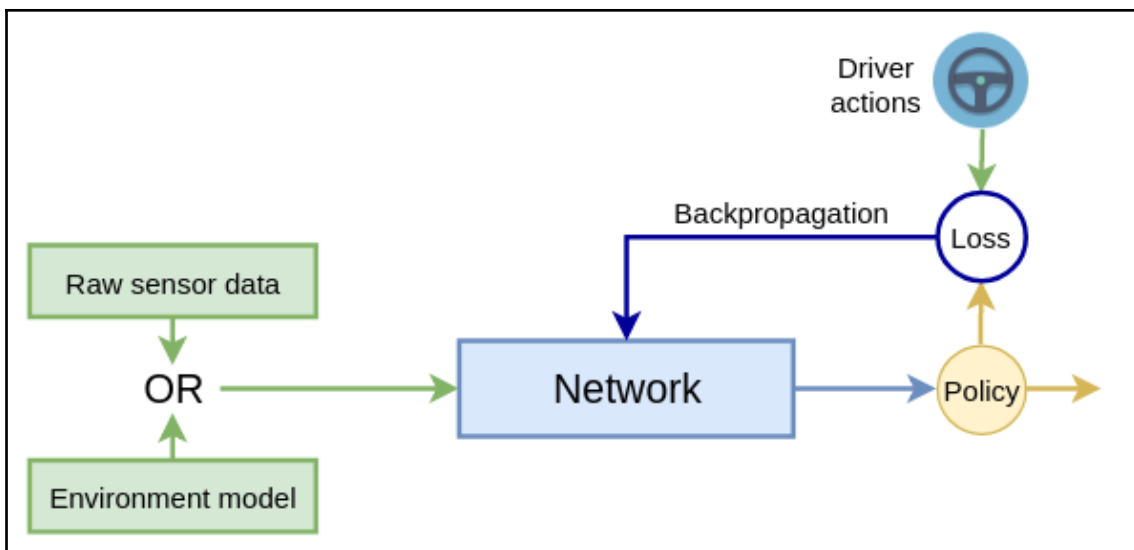 Driver
actions
Backpropagation
Loss
Raw sensor data
OR
Network
Policy
Environment model